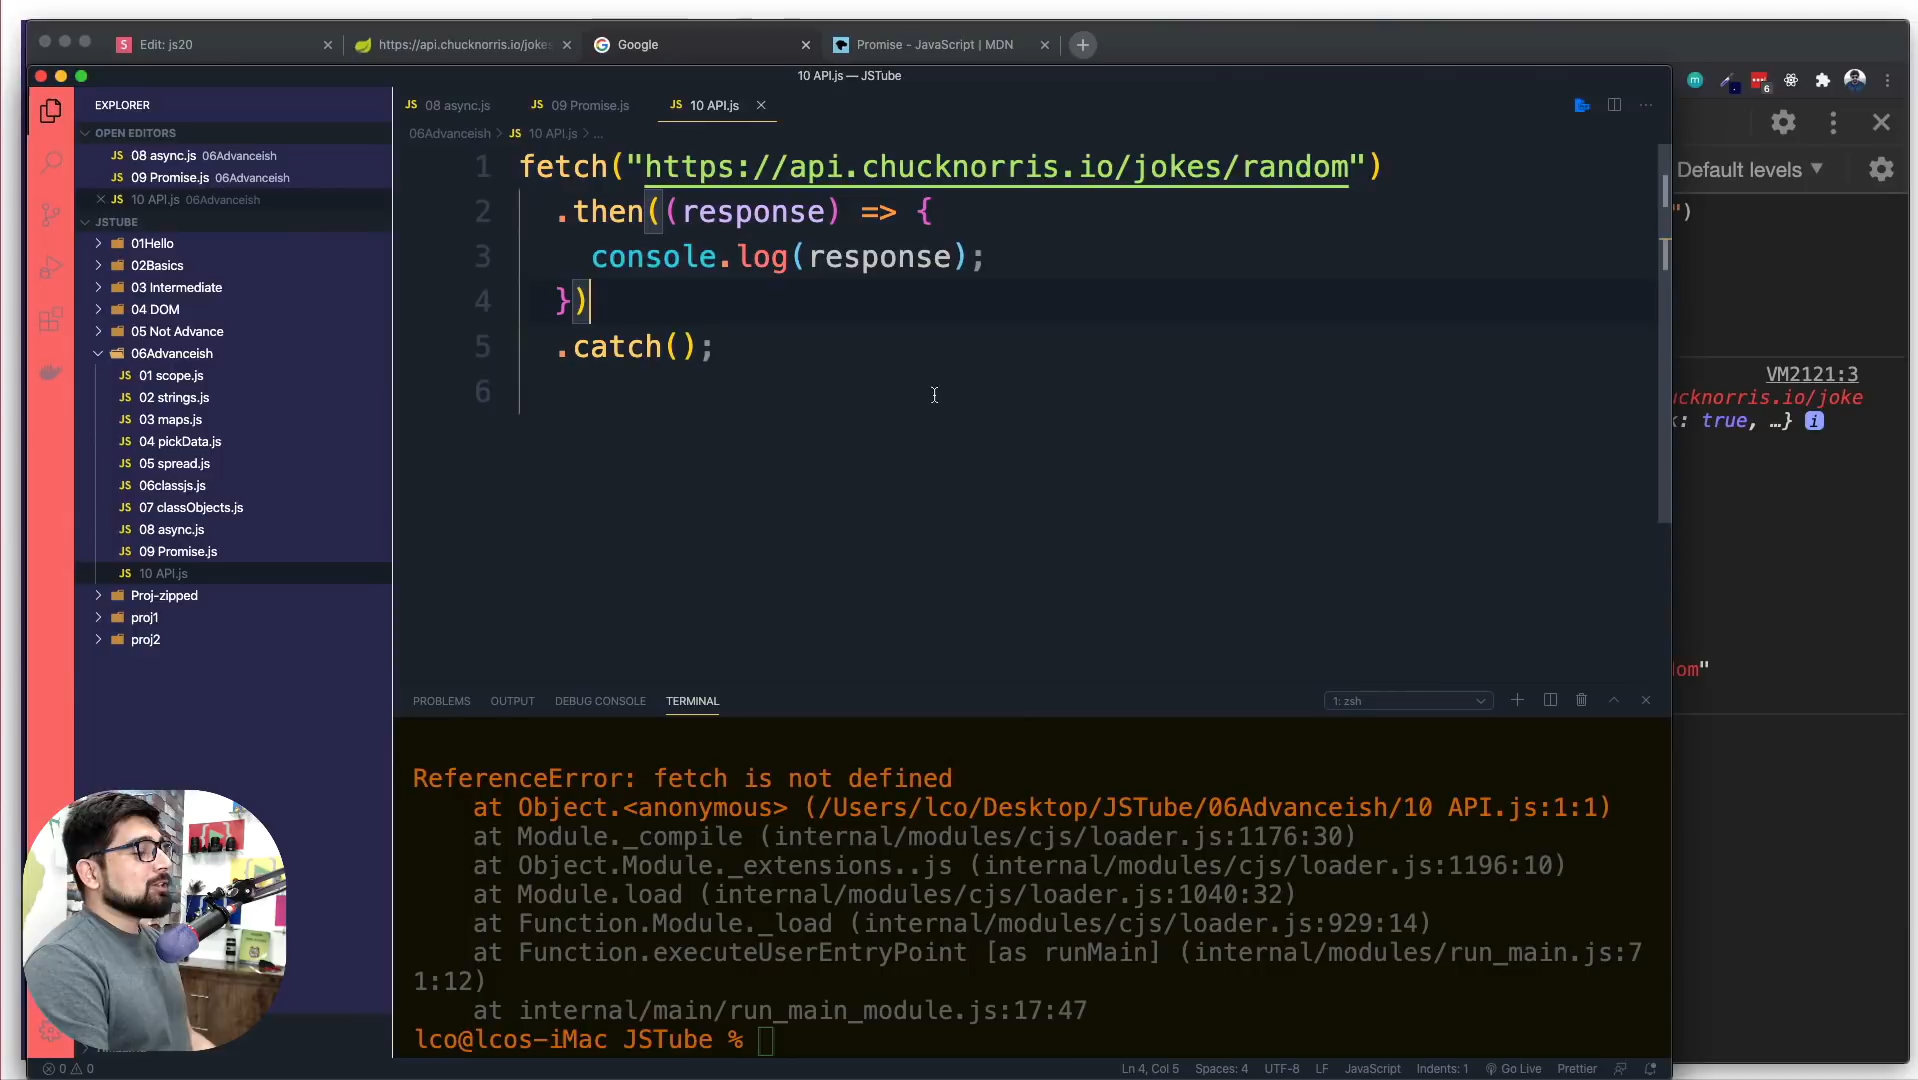 Edit: js20
https://api.chucknorris.io/jokes
Google
Promise - JavaScript | MDN
10 API.js — JSTube
EXPLORER
OPEN EDITORS
JS 08 async.js 06Advanceish
JS 09 Promise.js 06Advanceish
JS 10 API.js 06Advanceish
JSTUBE
01Hello
02Basics
03 Intermediate
04 DOM
05 Not Advance
06Advanceish
JS 01 scope.js
JS 02 strings.js
JS 03 maps.js
JS 04 pickData.js
JS 05 spread.js
JS 06classjs.js
JS 07 classObjects.js
JS 08 async.js
JS 09 Promise.js
JS 10 API.js
Proj-zipped
proj1
proj2
JS 08 async.js
JS 09 Promise.js
JS 10 API.js
06Advanceish > JS 10 API.js > ...
1 fetch("https://api.chucknorris.io/jokes/random")
2 .then((response) => {
3 console.log(response);
4 })
5 .catch();
6
PROBLEMS OUTPUT DEBUG CONSOLE TERMINAL
1: zsh
ReferenceError: fetch is not defined
at Object.<anonymous> (/Users/lco/Desktop/JSTube/06Advanceish/10 API.js:1:1)
at Module._compile (internal/modules/cjs/loader.js:1176:30)
at Object.Module._extensions..js (internal/modules/cjs/loader.js:1196:10)
at Module.load (internal/modules/cjs/loader.js:1040:32)
at Function.Module._load (internal/modules/cjs/loader.js:929:14)
at Function.executeUserEntryPoint [as runMain] (internal/modules/run_main.js:7
1:12)
at internal/main/run_main_module.js:17:47
lco@lcos-iMac JSTube %
0 0
Ln 4, Col 5 Spaces: 4 UTF-8 LF JavaScript Indents: 1 Go Live Prettier
6
Default levels
")
VM2121:3
ucknorris.io/joke
: true, …} i
om"